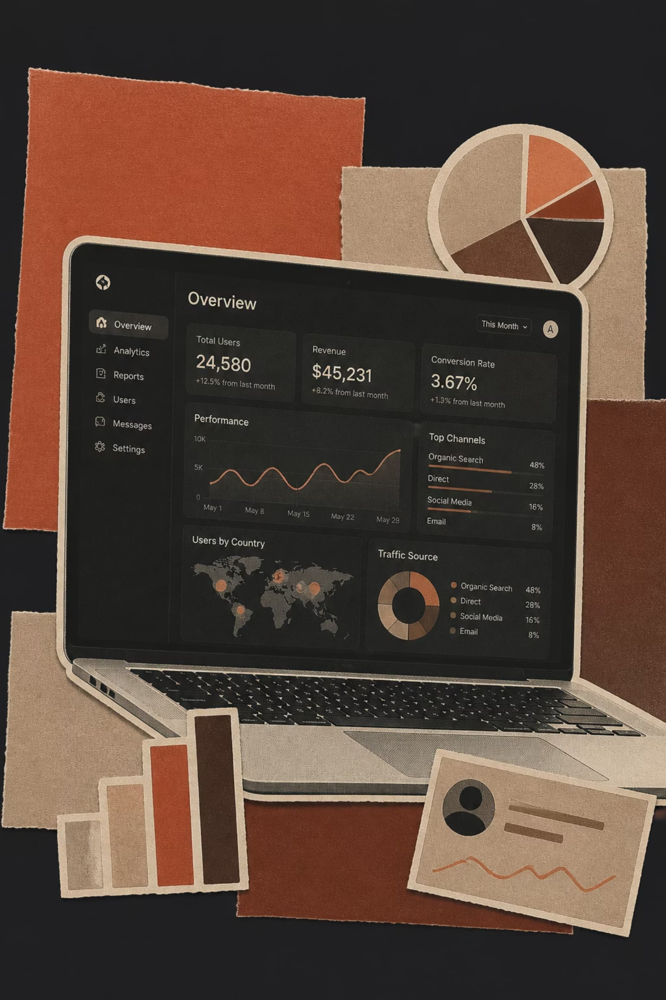 Overview
This Month
A
Overview
Analytics
Reports
Users
Messages
Settings
Total Users
24,580
+12.5% from last month
Revenue
$45,231
+8.2% from last month
Conversion Rate
3.67%
+1.3% from last month
Performance
10K
5K
0
May 1
May 8
May 15
May 22
May 29
Top Channels
Organic Search 48%
Direct 28%
Social Media 16%
Email 8%
Users by Country
Traffic Source
Organic Search 48%
Direct 28%
Social Media 16%
Email 8%